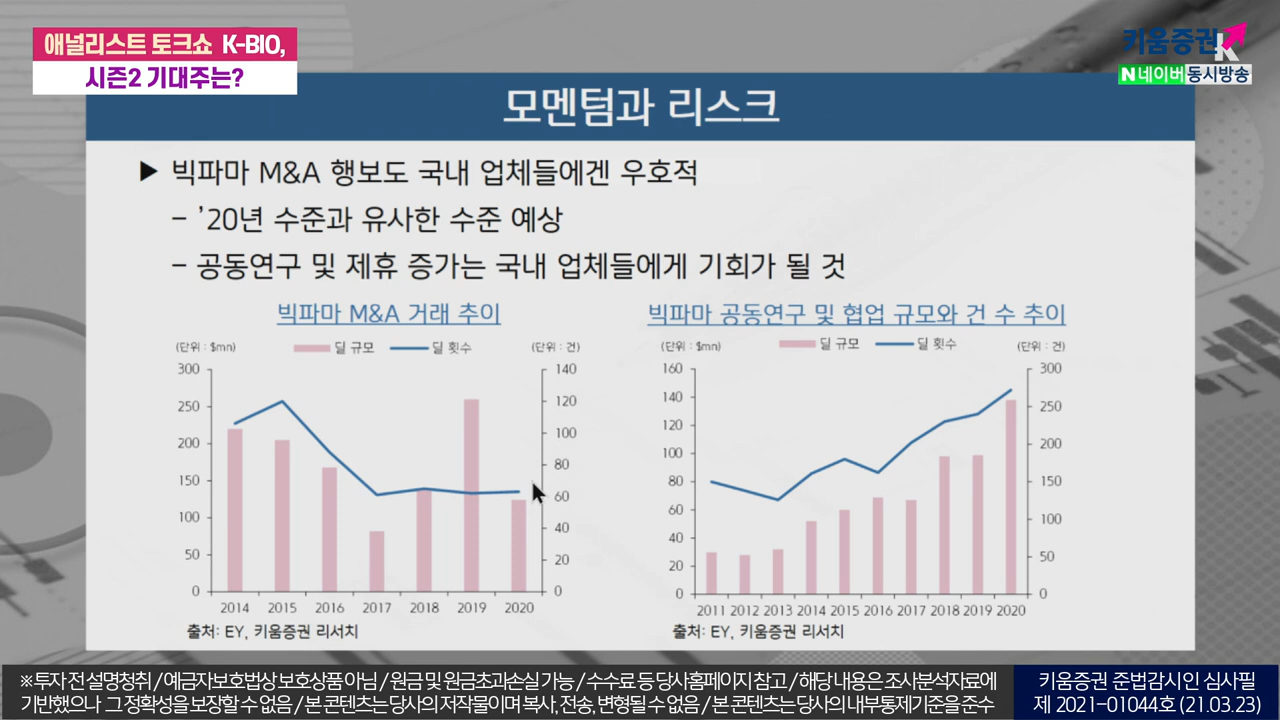 애널리스트 토크쇼 K-BIO,
시즌2 기대주는?
키움증권
N 네이버 동시방송
모멘텀과 리스크
▶ 빅파마 M&A 행보도 국내 업체들에겐 우호적
– ’20년 수준과 유사한 수준 예상
– 공동연구 및 제휴 증가는 국내 업체들에게 기회가 될 것
빅파마 M&A 거래 추이
(단위 : $mn) 딜 규모 딜 횟수 (단위 : 건)
300 140
250 120
200 100
150 80
100 60
50 40
0 20
0
2014 2015 2016 2017 2018 2019 2020
출처: EY, 키움증권 리서치
빅파마 공동연구 및 협업 규모와 건 수 추이
(단위 : $mn) 딜 규모 딜 횟수 (단위 : 건)
160 300
140 250
120 200
100 150
80 100
60 50
40 0
20
0
2011 2012 2013 2014 2015 2016 2017 2018 2019 2020
출처: EY, 키움증권 리서치
※투자 전 설명청취 / 예금자보호법상 보호상품 아님 / 원금 및 원금초과손실 가능 / 수수료 등 당사홈페이지 참고 / 해당 내용은 조사분석자료에
기반했으나 그 정확성을 보장할 수 없음 / 본 콘텐츠는 당사의 저작물이며 복사, 전송, 변형될 수 없음 / 본 콘텐츠는 당사의 내부통제기준을 준수
키움증권 준법감시인 심사필
제 2021-01044호 (21.03.23)